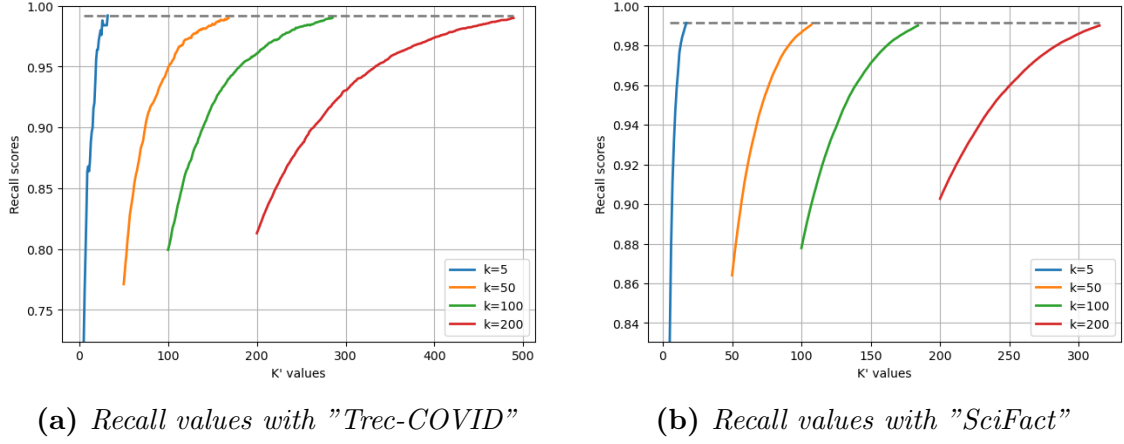 1.00
0.95
0.90
0.85
0.80
0.75
Recall scores
0 100 200 300 400 500
K' values
k=5
k=50
k=100
k=200
(a) Recall values with "Trec-COVID"
1.00
0.98
0.96
0.94
0.92
0.90
0.88
0.86
0.84
Recall scores
0 50 100 150 200 250 300
K' values
k=5
k=50
k=100
k=200
(b) Recall values with "SciFact"